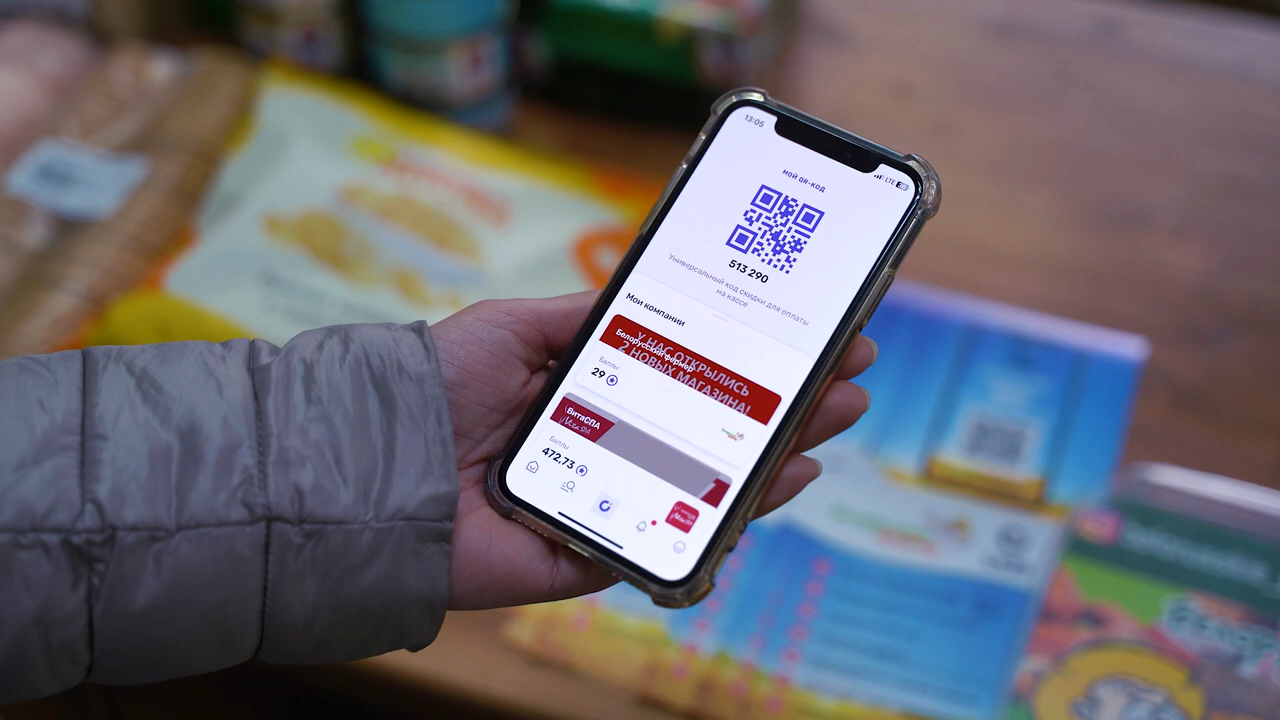 13:05
LTE
МОЙ QR-КОД
513 290
Универсальный код скидки для оплаты
на кассе
Мои компании
Белорусский фермер
У НАС ОТКРЫЛИСЬ
2 НОВЫХ МАГАЗИНА!
Баллы
29
ВитаСПА
Баллы
472,73